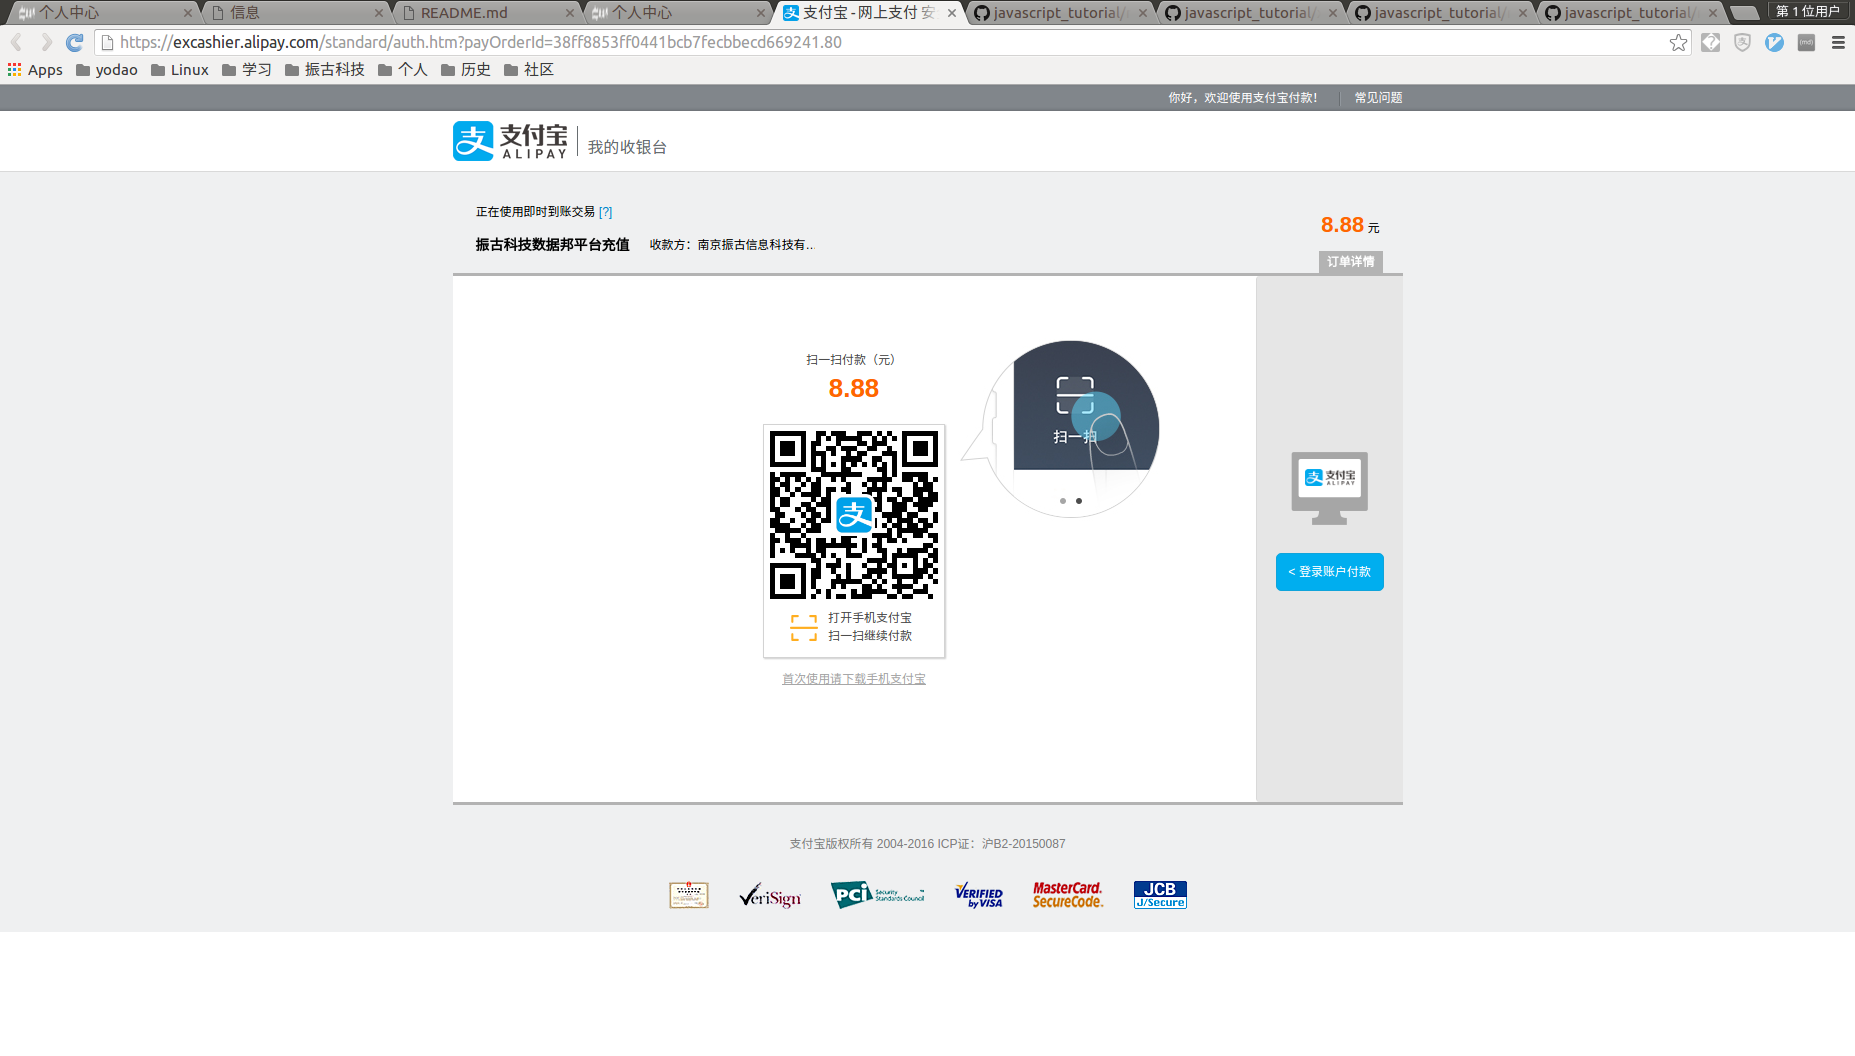 个人中心
信息
README.md
个人中心
支付宝 - 网上支付 安
javascript_tutorial/
javascript_tutorial/
javascript_tutorial/
javascript_tutorial/
第 1 位用户
https://excashier.alipay.com/standard/auth.htm?payOrderId=38ff8853ff0441bcb7fecbbecd669241.80
Apps yodao Linux 学习 振古科技 个人 历史 社区
你好，欢迎使用支付宝付款！ 常见问题
支付宝
ALIPAY
我的收银台
正在使用即时到账交易 [?]
8.88 元
振古科技数据邦平台充值 收款方：南京振古信息科技有...
订单详情
扫一扫付款（元）
8.88
扫一扫
支
支付宝
ALIPAY
< 登录账户付款
打开手机支付宝
扫一扫继续付款
首次使用请下载手机支付宝
支付宝版权所有 2004-2016 ICP证：沪B2-20150087
VeriSign
PCI Security Standards Council
VERIFIED
by VISA
MasterCard.
SecureCode.
JCB
J/Secure